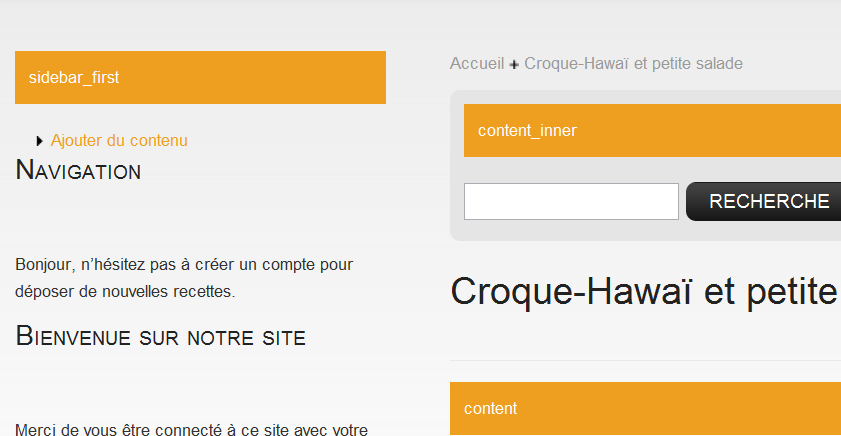 sidebar_first
Ajouter du contenu
Navigation
Bonjour, n’hésitez pas à créer un compte pour
déposer de nouvelles recettes.
Bienvenue sur notre site
Merci de vous être connecté à ce site avec votre
Accueil + Croque-Hawaï et petite salade
content_inner
RECHERCHE
Croque-Hawaï et petite
content